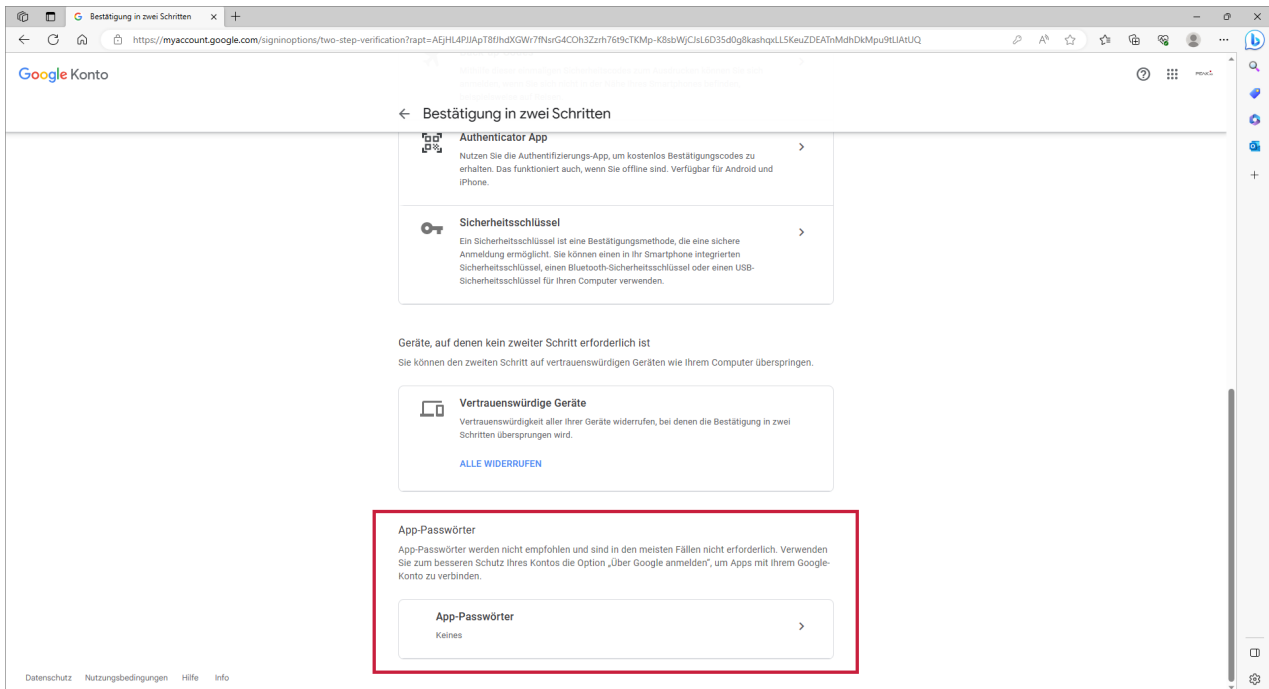 Bestätigung in zwei Schritten
https://myaccount.google.com/signinoptions/two-step-verification?rapt=
Google Konto
Bestätigung in zwei Schritten
Authenticator App
Nutzen Sie die Authentifizierungs-App, um kostenlos Bestätigungscodes zu
erhalten. Das funktioniert auch, wenn Sie offline sind. Verfügbar für Android und
iPhone.
Sicherheitsschlüssel
Ein Sicherheitsschlüssel ist eine Bestätigungsmethode, die eine sichere
Anmeldung ermöglicht. Sie können einen in Ihr Smartphone integrierten
Sicherheitsschlüssel, einen Bluetooth-Sicherheitsschlüssel oder einen USB-
Sicherheitsschlüssel für Ihren Computer verwenden.
Geräte, auf denen kein zweiter Schritt erforderlich ist
Sie können den zweiten Schritt auf vertrauenswürdigen Geräten wie Ihrem Computer überspringen.
Vertrauenswürdige Geräte
Vertrauenswürdigkeit aller Ihrer Geräte widerrufen, bei denen die Bestätigung in zwei
Schritten übersprungen wird.
ALLE WIDERRUFEN
App-Passwörter
App-Passwörter werden nicht empfohlen und sind in den meisten Fällen nicht erforderlich. Verwenden
Sie zum besseren Schutz Ihres Kontos die Option „Über Google anmelden“, um Apps mit Ihrem Google-
Konto zu verbinden.
App-Passwörter
Keines
Datenschutz Nutzungsbedingungen Hilfe Info